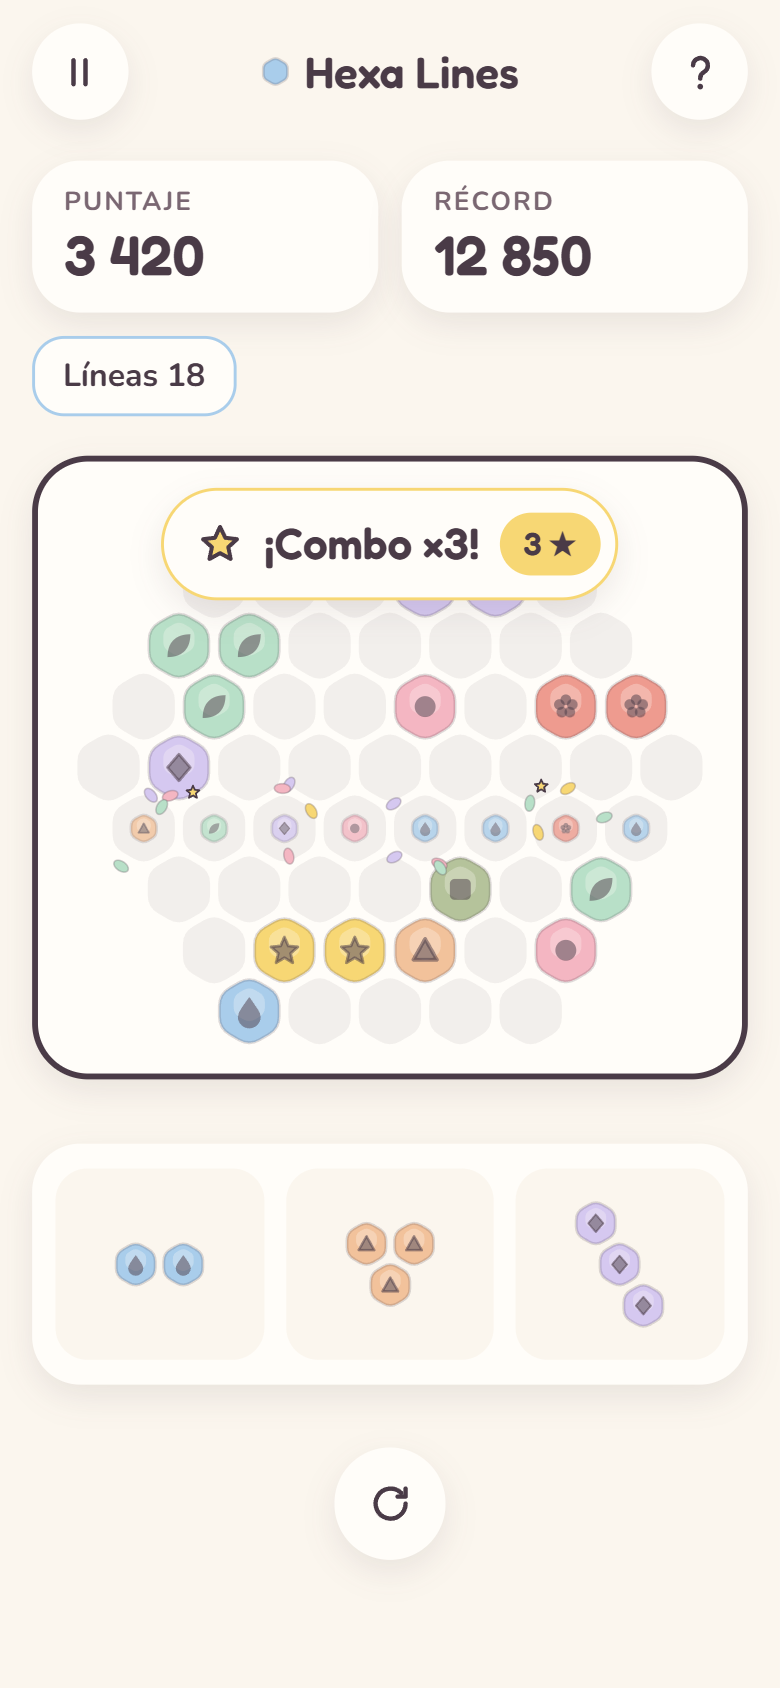 Hexa Lines
?
PUNTAJE
3 420
RÉCORD
12 850
Líneas 18
¡Combo x3!
3 ★